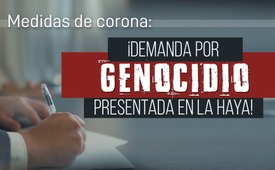 Medidas de corona:
¡DEMANDA POR
GENOCIDIO
PRESENTADA EN LA HAYA!